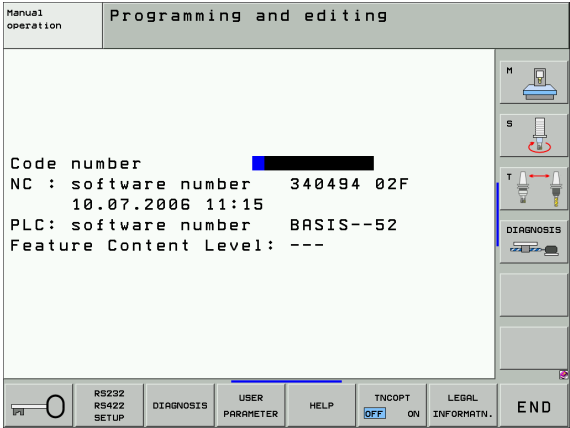 Manual
operation
Programming and editing
M
S
T
DIAGNOSIS
Code number
NC : software number 340494 02F
10.07.2006 11:15
PLC: software number BASIS--52
Feature Content Level: ---
RS232
RS422
SETUP
DIAGNOSIS
USER
PARAMETER
HELP
TNCOPT
OFF ON
LEGAL
INFORMATN.
END